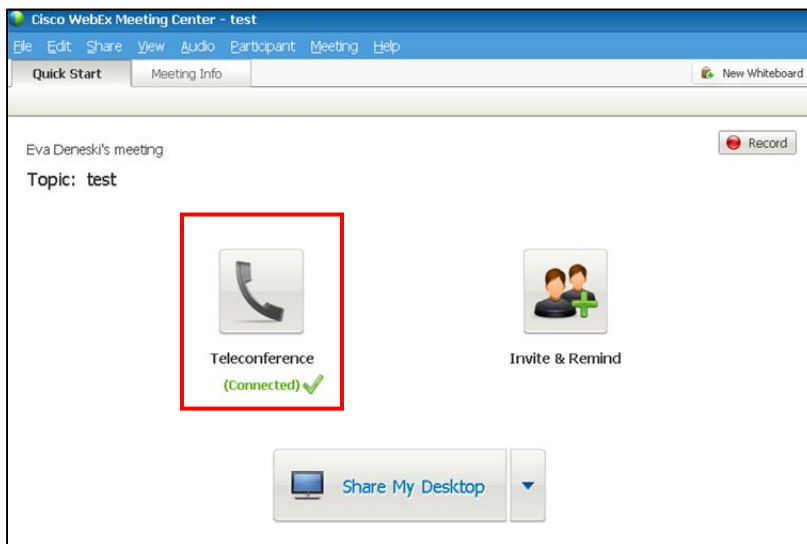 Cisco WebEx Meeting Center - test
File Edit Share View Audio Participant Meeting Help
Quick Start Meeting Info New Whiteboard
Eva Deneski's meeting Record
Topic: test
Teleconference Invite & Remind
(Connected)
Share My Desktop